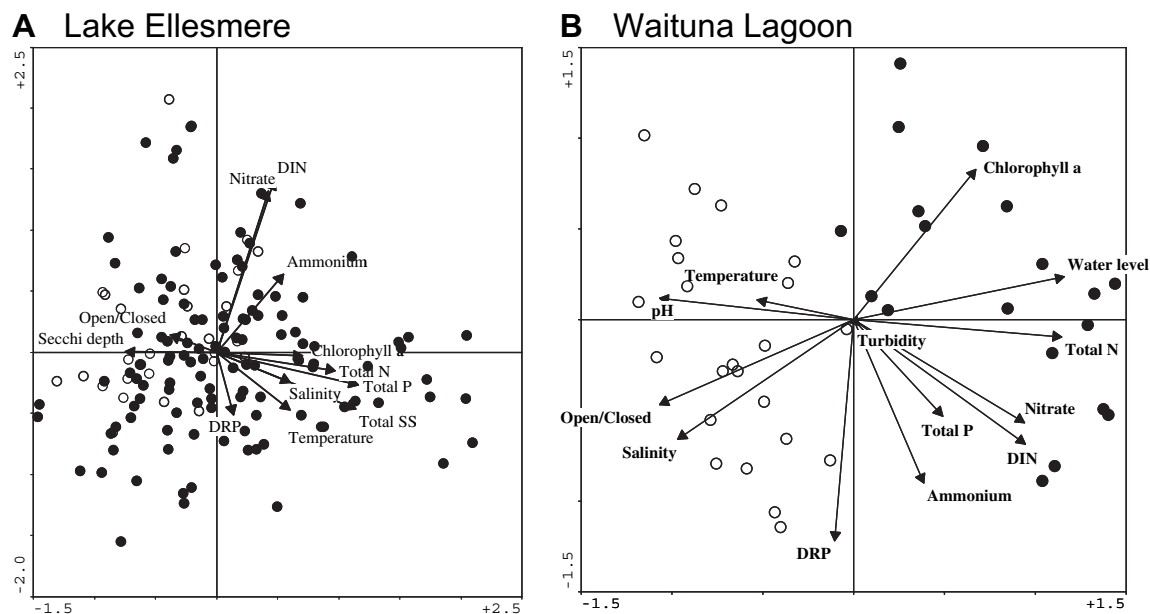 A Lake Ellesmere
+2.5
DIN
Nitrate
Ammonium
Open/Closed
Secchi depth
Chlorophyll a
Total N
Total P
Salinity
Total SS
DRP
Temperature
-2.0
-1.5
+2.5
B Waituna Lagoon
+1.5
Chlorophyll a
Water level
Temperature
pH
Turbidity
Total N
Open/Closed
Nitrate
Total P
Salinity
DIN
Ammonium
DRP
-1.5
-1.5
+1.5